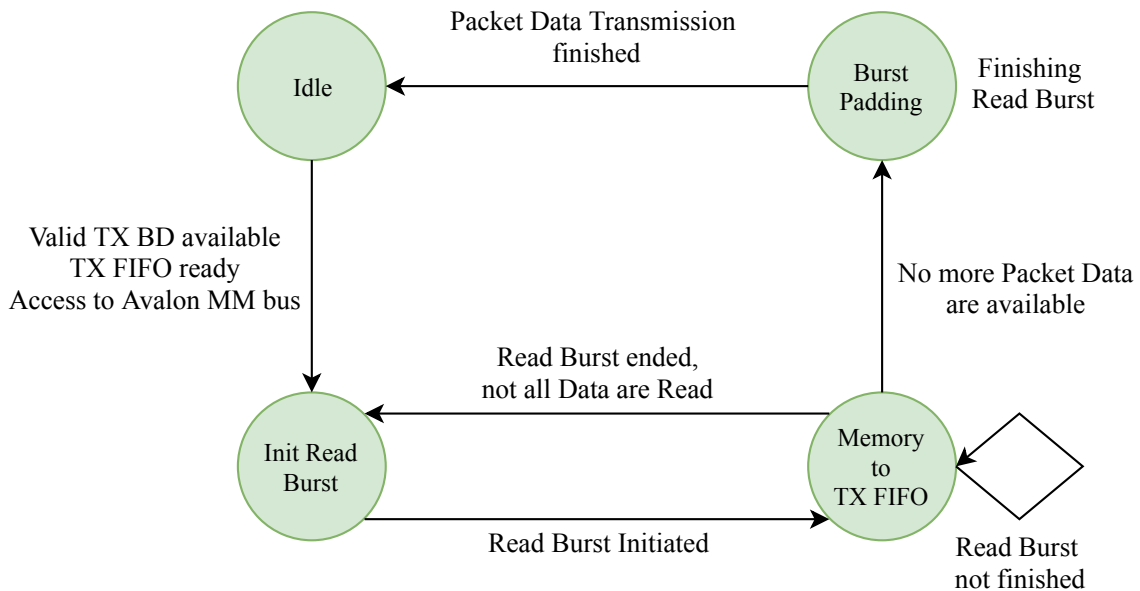 Packet Data Transmission
finished
Idle
Burst
Padding
Finishing
Read Burst
Valid TX BD available
TX FIFO ready
Access to Avalon MM bus
No more Packet Data
are available
Read Burst ended,
not all Data are Read
Init Read
Burst
Memory
to
TX FIFO
Read Burst Initiated
Read Burst
not finished